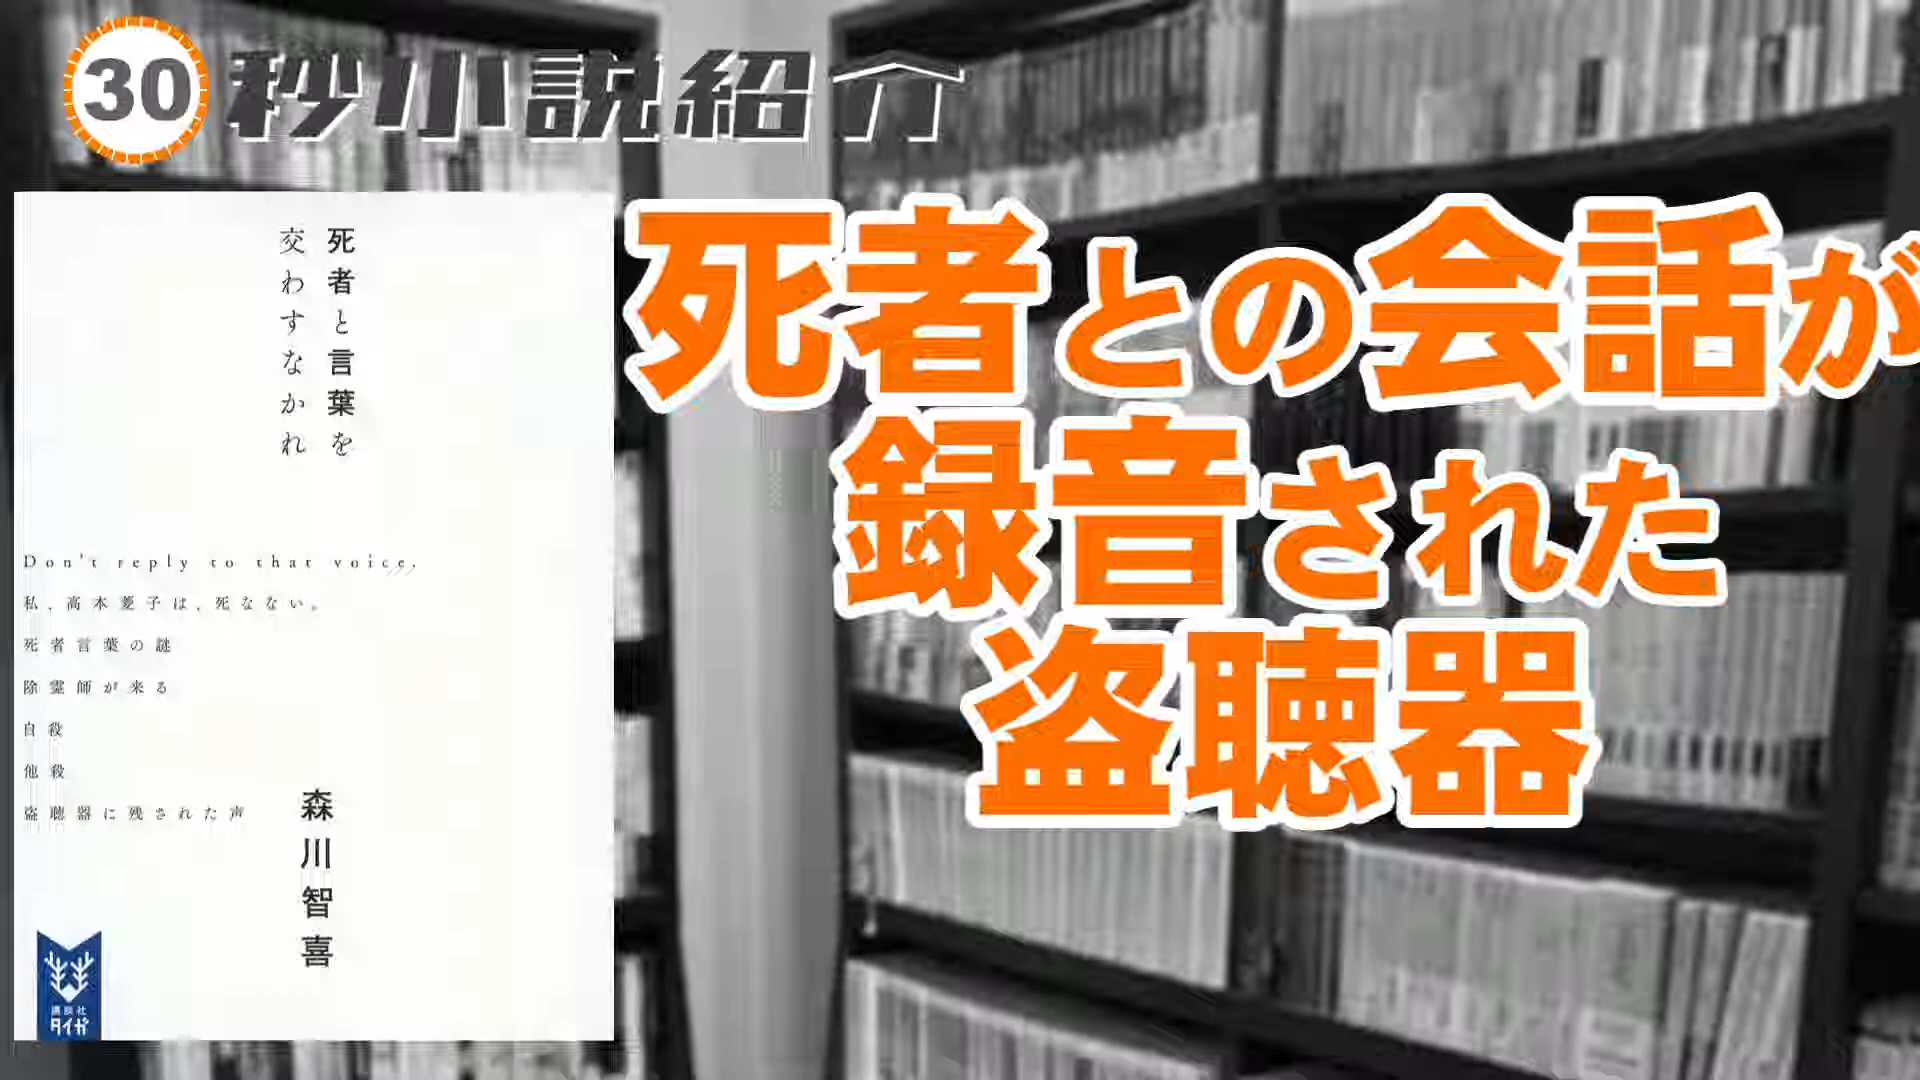 30秒小説紹介
死者と言葉を
交わすなかれ
Don't reply to that voice.
私、高本菱子は、死なない。
死者言葉の謎
除霊師が来る
自殺
他殺
盗聴器に残された声
森川智喜
講談社
タイガ
死者との会話が
録音された
盗聴器